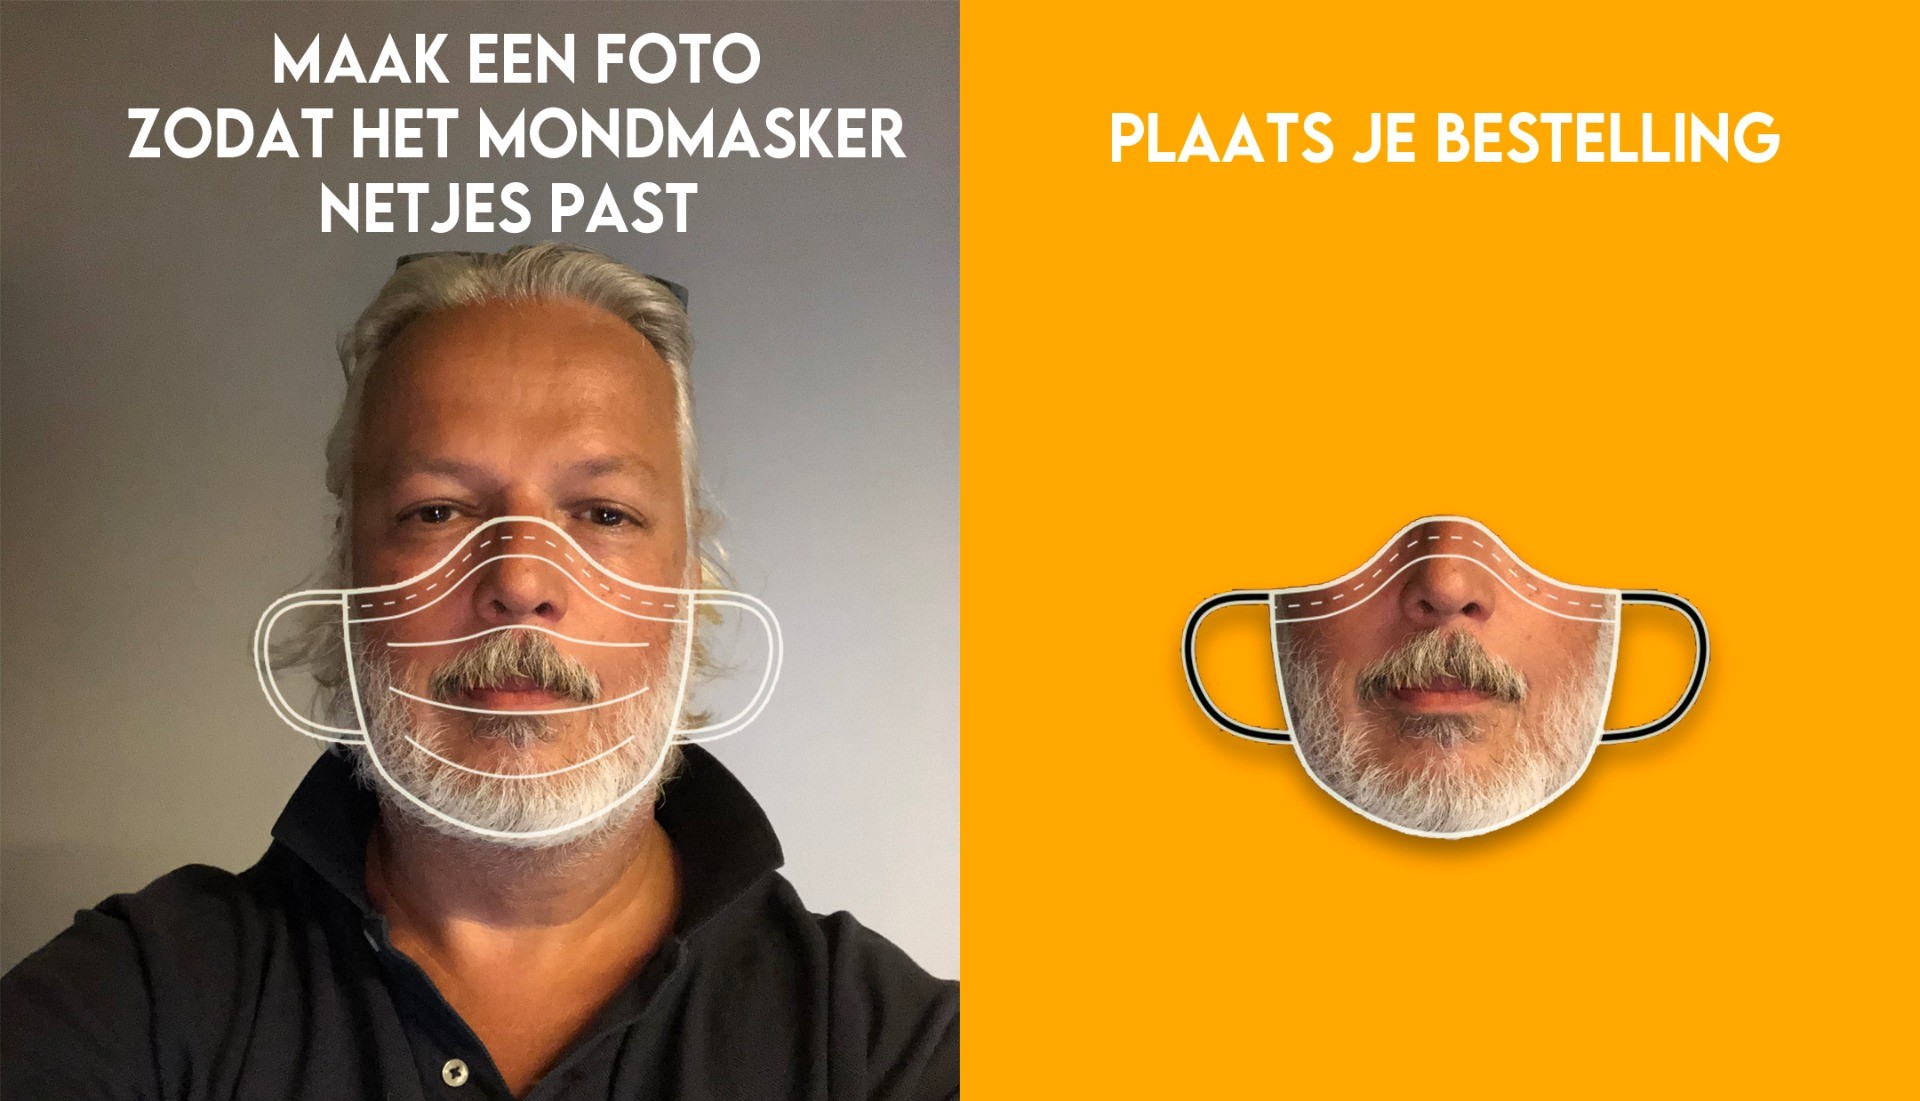 MAAK EEN FOTO
ZODAT HET MONDMASKER
NETJES PAST
PLAATS JE BESTELLING